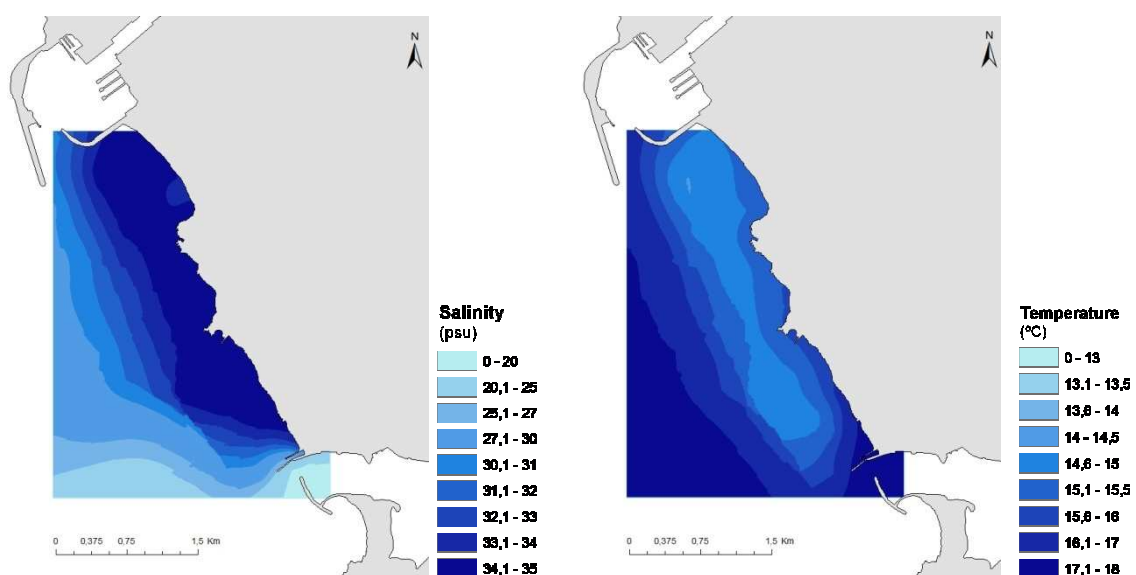 N
Salinity
(psu)
0 - 20
20,1 - 25
25,1 - 27
27,1 - 30
30,1 - 31
31,1 - 32
32,1 - 33
33,1 - 34
34,1 - 35
0 0,375 0,75 1,5 Km
N
Temperature
(ºC)
0 - 13
13.1 - 13,5
13,6 - 14
14 - 14,5
14,6 - 15
15,1 - 15,5
15,6 - 16
16,1 - 17
17,1 - 18
0 0,375 0,75 1,5 Km